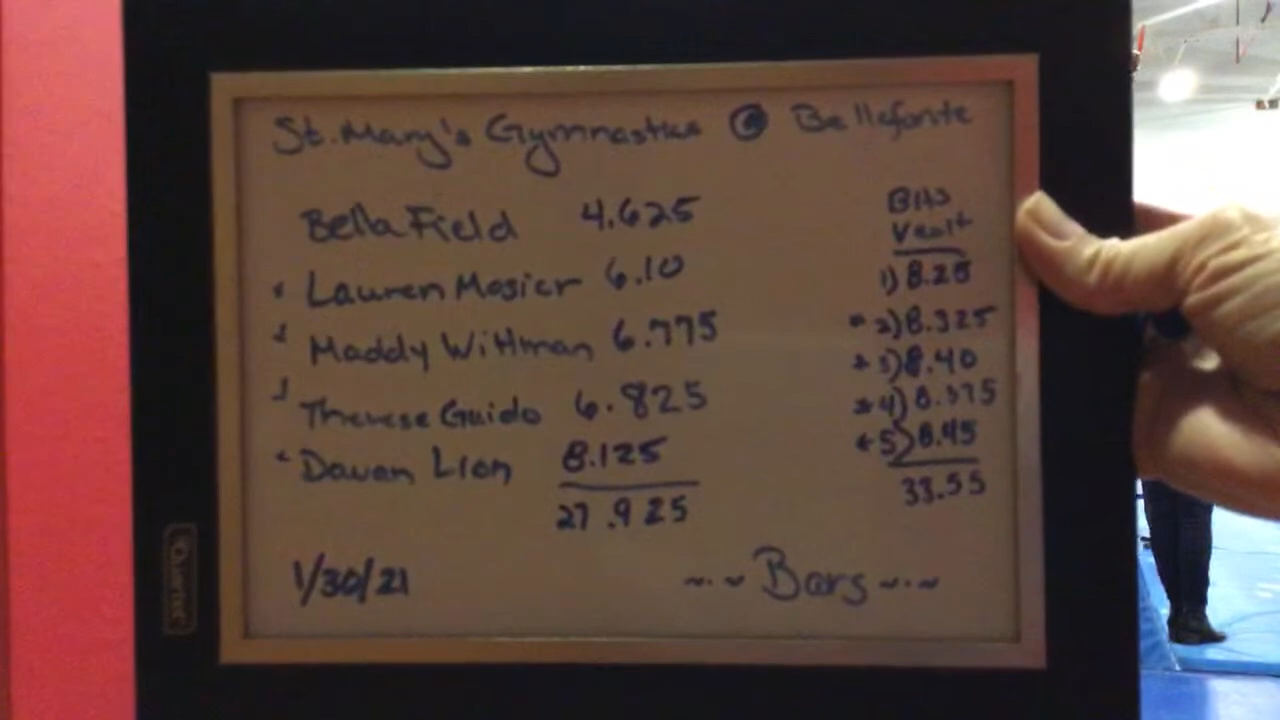 St. Mary's Gymnastics @ Bellefonte
Bella Field 4.625
Lauren Mosier 6.10
Maddy Wittman 6.775
Therese Guido 6.825
Davan Lion 8.125
27.925
1/30/21
~·~ Bars ~·~
Vault
1) 8.25
2) 8.325
3) 8.40
4) 8.375
5) 8.45
33.55
Quartet